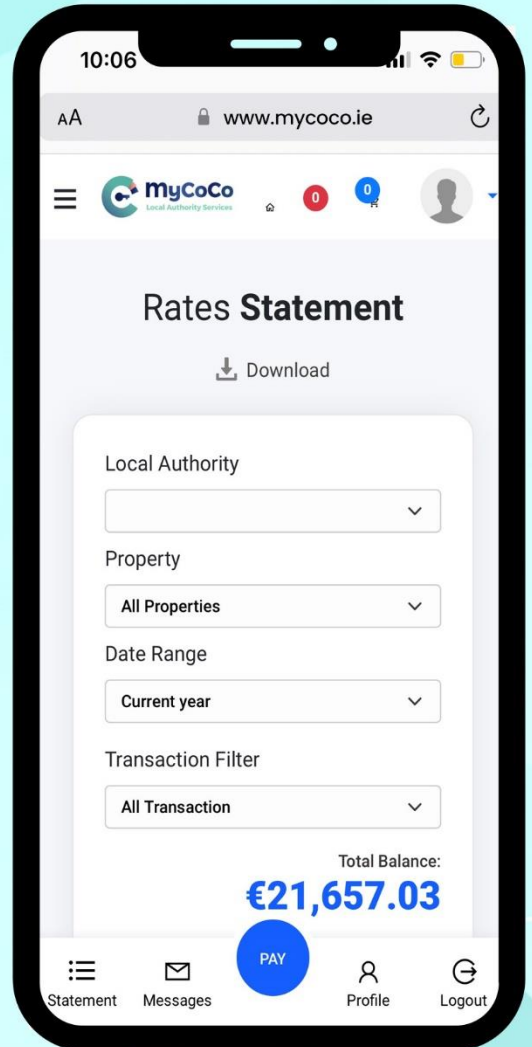 10:06
AA www.mycoco.ie
MyCoCo
Local Authority Services
0 0
Rates Statement
Download
Local Authority
Property
All Properties
Date Range
Current year
Transaction Filter
All Transaction
Total Balance:
€21,657.03
PAY
Statement Messages Profile Logout